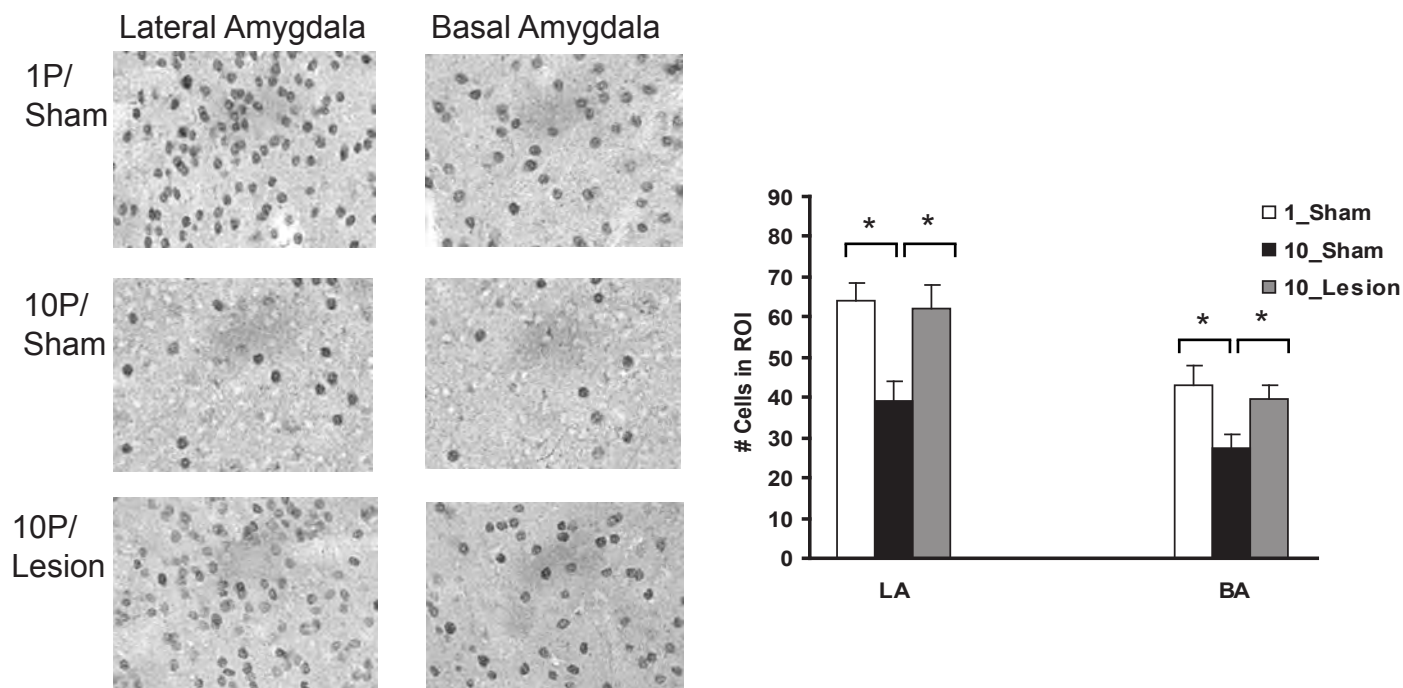 Lateral Amygdala
Basal Amygdala
1P/
Sham
10P/
Sham
10P/
Lesion
# Cells in ROI
90
80
70
60
50
40
30
20
10
0
* *
* *
LA
BA
1_Sham
10_Sham
10_Lesion